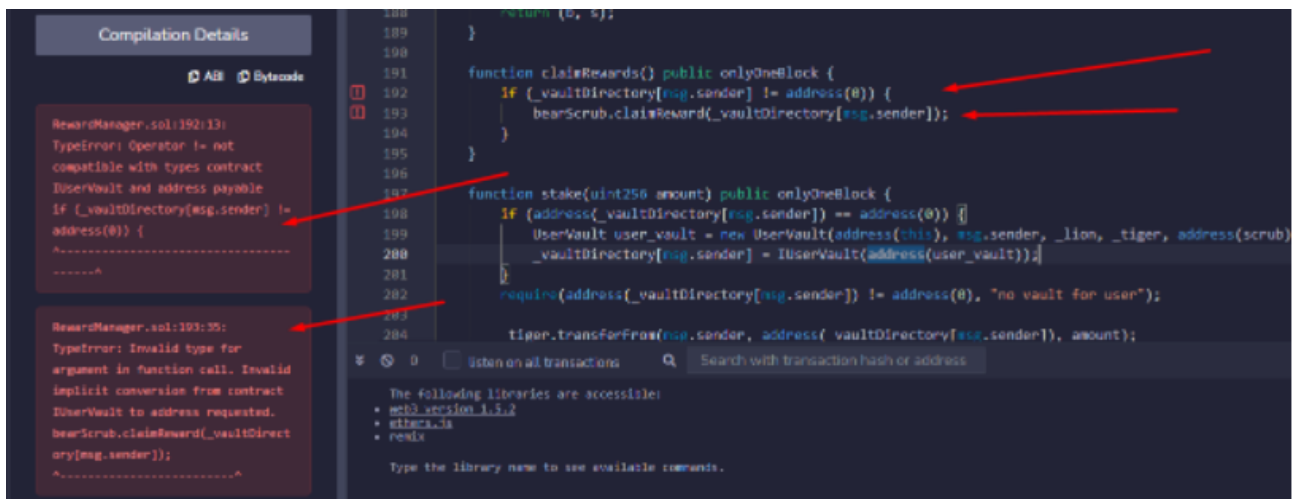 Compilation Details
ABI Bytecode
RewardManager.sol:192:13:
TypeError: Operator != not
compatible with types contract
IUserVault and address payable
if (_vaultDirectory[msg.sender] !=
address(0)) {
^----------------------------------
------^
RewardManager.sol:193:35:
TypeError: Invalid type for
argument in function call. Invalid
implicit conversion from contract
IUserVault to address requested.
bearScrub.claimReward(_vaultDirect
ory[msg.sender]);
^-------------------------^
188 return (b, s);
189 }
190
191 function claimRewards() public onlyOneBlock {
192 if (_vaultDirectory[msg.sender] != address(0)) {
193 bearScrub.claimReward(_vaultDirectory[msg.sender]);
194 }
195 }
196
197 function stake(uint256 amount) public onlyOneBlock {
198 if (address(_vaultDirectory[msg.sender]) == address(0)) {
199 UserVault user_vault = new UserVault(address(this), msg.sender, _lion, _tiger, address(scrub)
200 _vaultDirectory[msg.sender] = IUserVault(address(user_vault));
201 }
202 require(address(_vaultDirectory[msg.sender]) != address(0), "no vault for user");
203
204 tiger.transferFrom(msg.sender, address(_vaultDirectory[msg.sender]), amount);
0 listen on all transactions Search with transaction hash or address
The following libraries are accessible:
• web3 version 1.5.2
• ethers.js
• remix
Type the library name to see available commands.